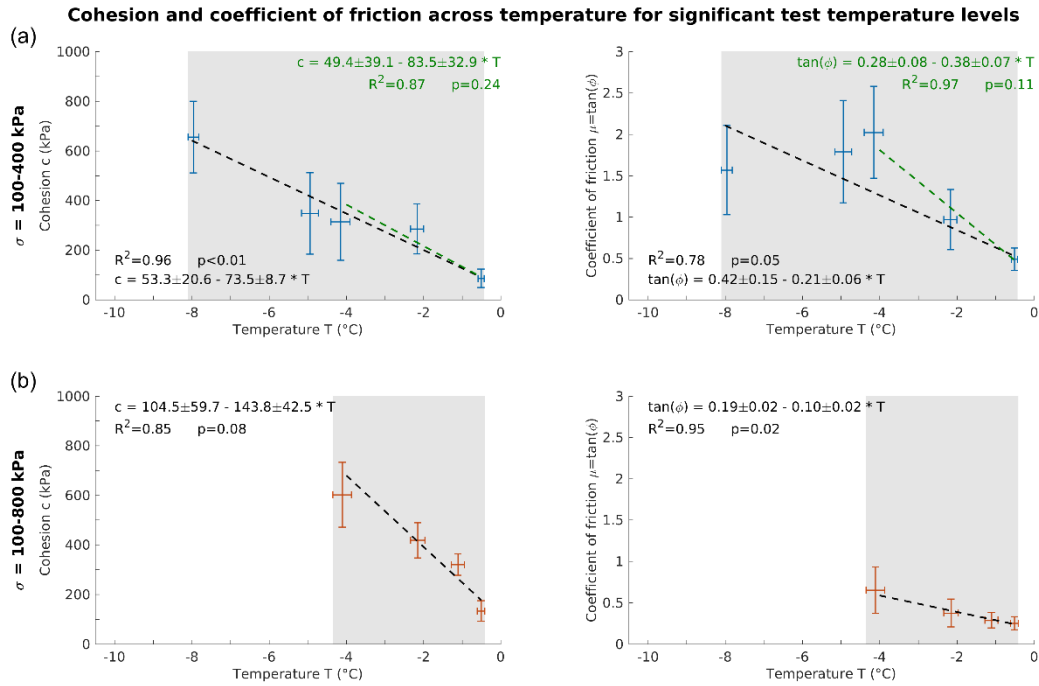 Cohesion and coefficient of friction across temperature for significant test temperature levels
(a)
σ = 100-400 kPa
Cohesion c (kPa)
1000
800
600
400
200
0
c = 49.4±39.1 - 83.5±32.9 * T
R²=0.87 p=0.24
R²=0.96 p<0.01
c = 53.3±20.6 - 73.5±8.7 * T
-10 -8 -6 -4 -2 0
Temperature T (°C)
Coefficient of friction μ=tan(ϕ)
3
2.5
2
1.5
1
0.5
0
tan(ϕ) = 0.28±0.08 - 0.38±0.07 * T
R²=0.97 p=0.11
R²=0.78 p=0.05
tan(ϕ) = 0.42±0.15 - 0.21±0.06 * T
-10 -8 -6 -4 -2 0
Temperature T (°C)
(b)
σ = 100-800 kPa
Cohesion c (kPa)
1000
800
600
400
200
0
c = 104.5±59.7 - 143.8±42.5 * T
R²=0.85 p=0.08
-10 -8 -6 -4 -2 0
Temperature T (°C)
Coefficient of friction μ=tan(ϕ)
3
2.5
2
1.5
1
0.5
0
tan(ϕ) = 0.19±0.02 - 0.10±0.02 * T
R²=0.95 p=0.02
-10 -8 -6 -4 -2 0
Temperature T (°C)